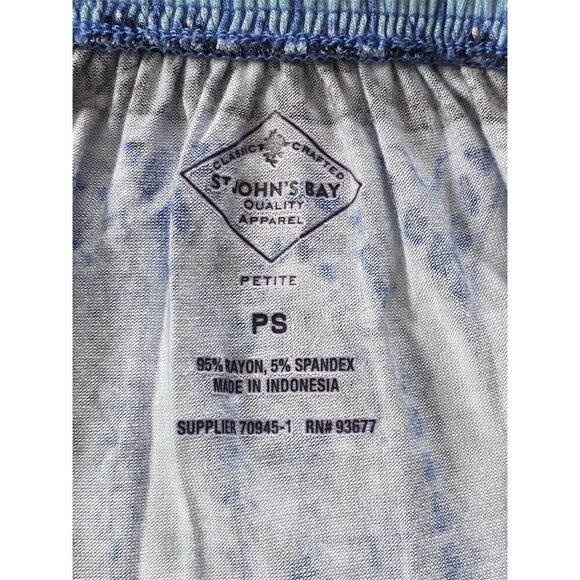 CLASSIC CRAFTED
ST JOHN'S BAY
QUALITY
APPAREL
PETITE
PS
95% RAYON, 5% SPANDEX
MADE IN INDONESIA
SUPPLIER 70945-1 RN# 93677